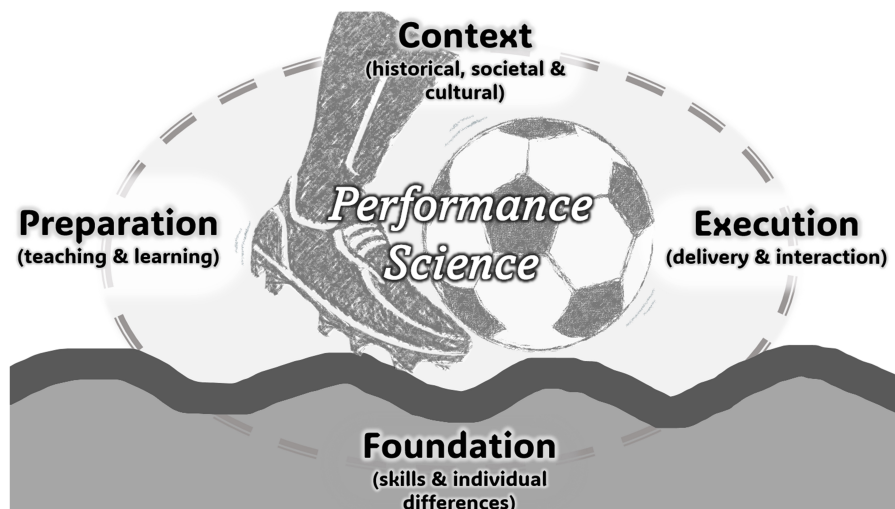 Context
(historical, societal &
cultural)
Performance
Science
Preparation
(teaching & learning)
Execution
(delivery & interaction)
Foundation
(skills & individual
differences)